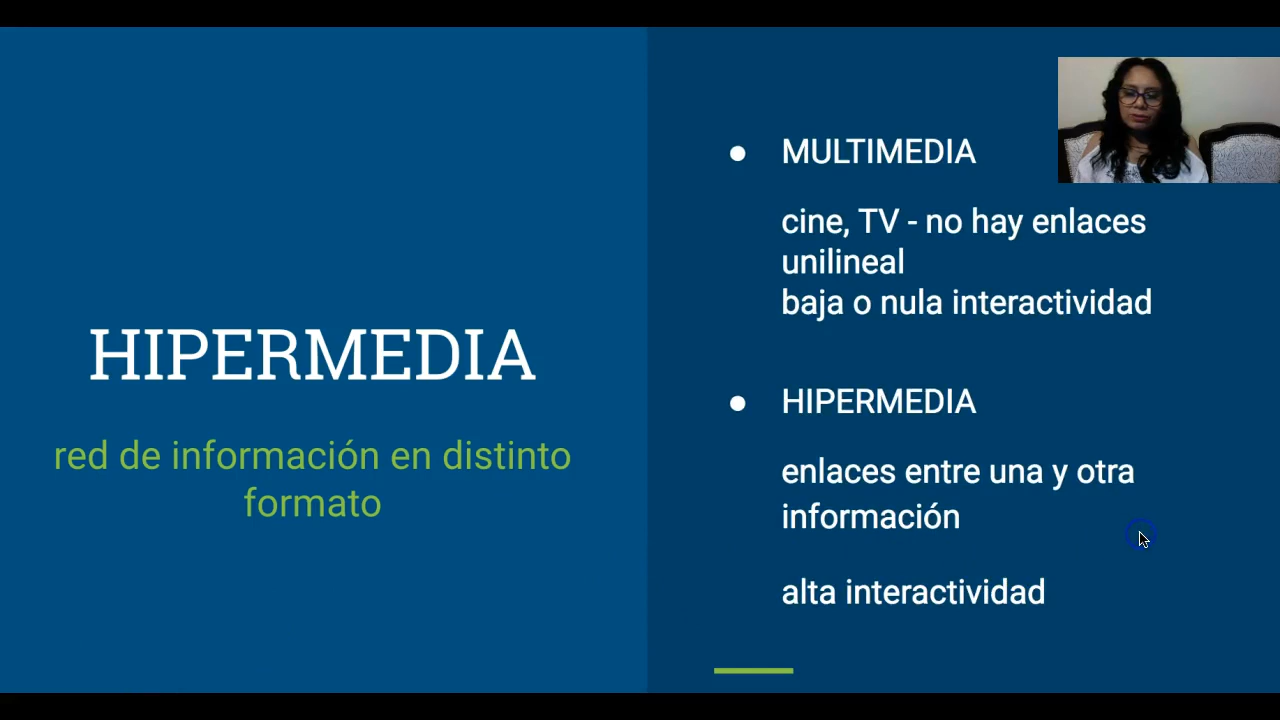 HIPERMEDIA
red de información en distinto
formato
● MULTIMEDIA
cine, TV - no hay enlaces
unilineal
baja o nula interactividad
● HIPERMEDIA
enlaces entre una y otra
información
alta interactividad